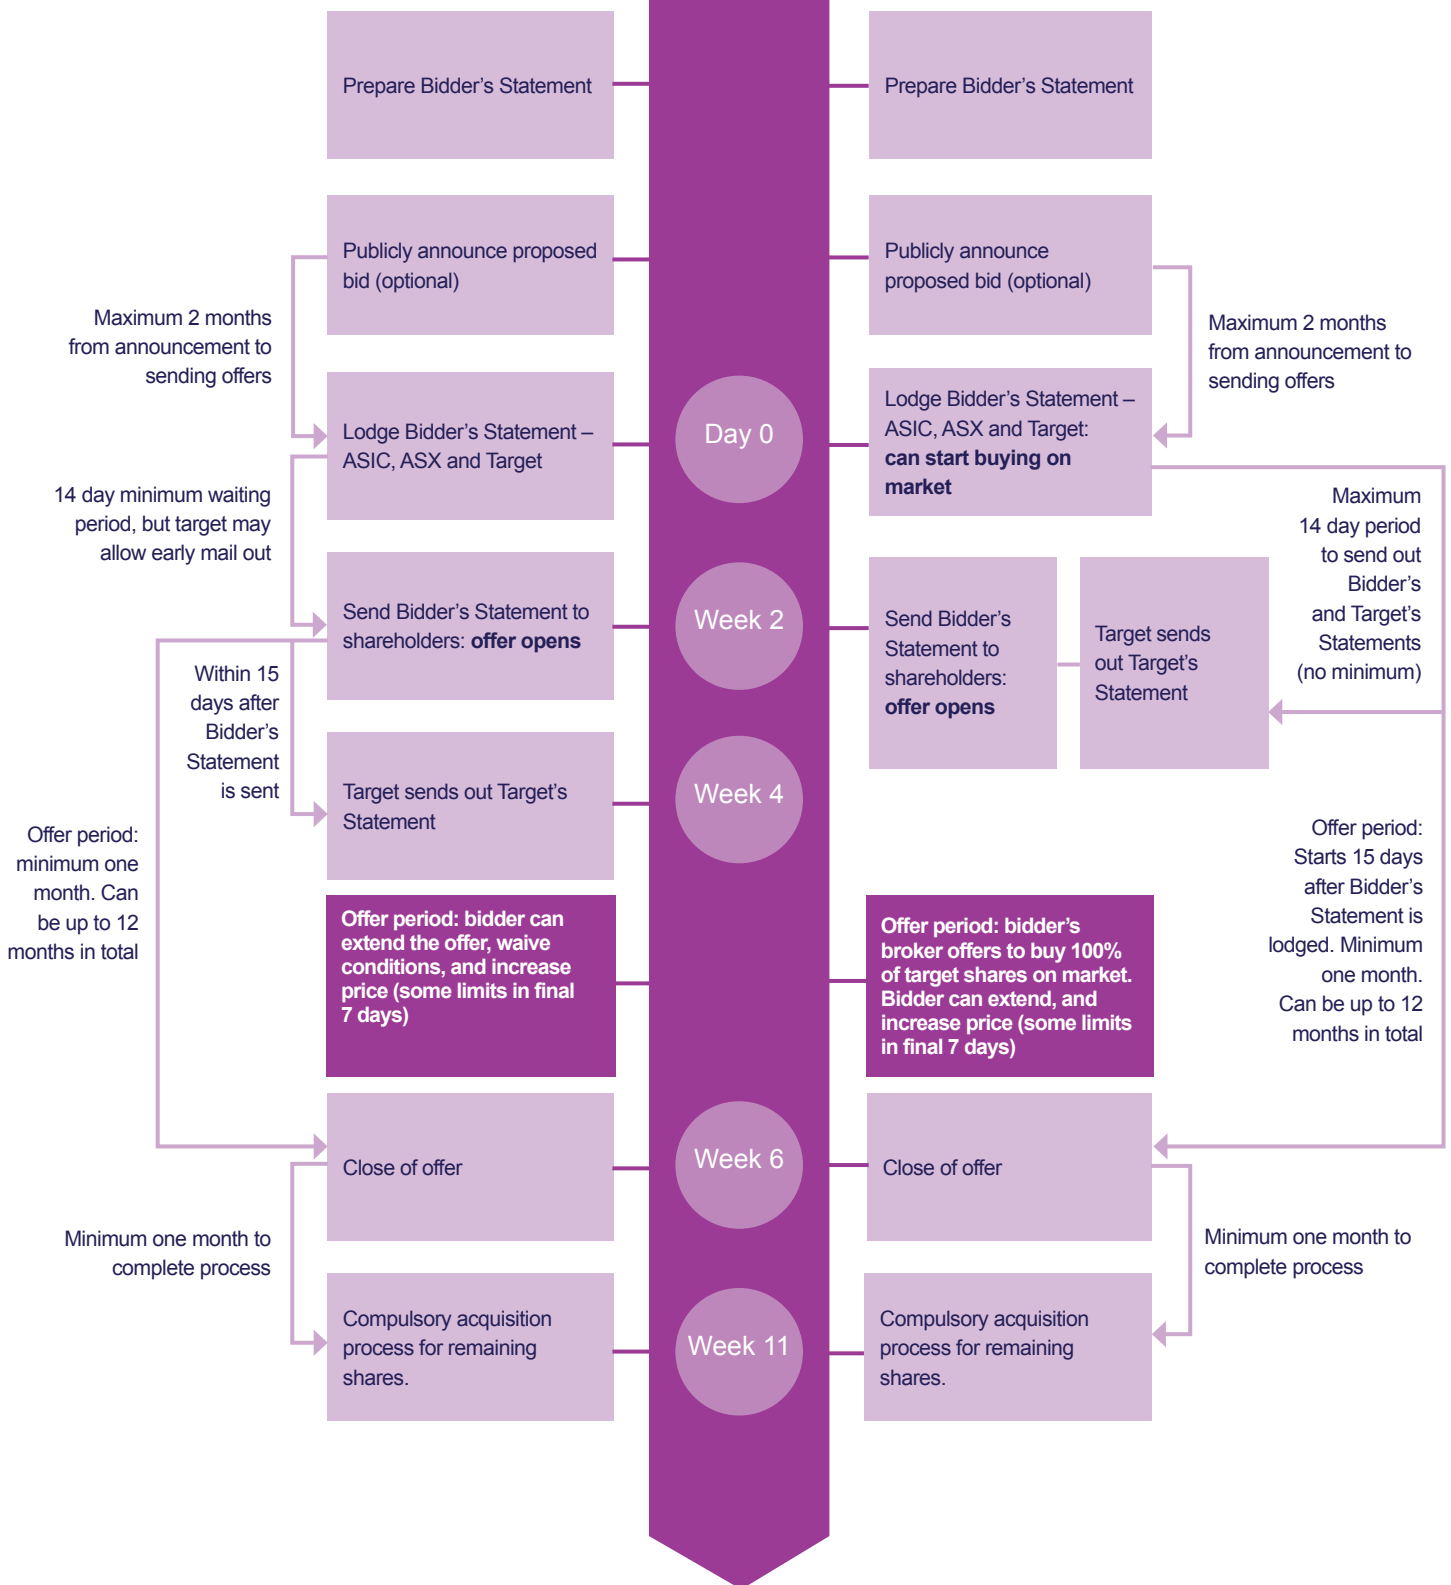 Prepare Bidder’s Statement
Prepare Bidder’s Statement
Publicly announce proposed
bid (optional)
Publicly announce
proposed bid (optional)
Maximum 2 months
from announcement to
sending offers
Maximum 2 months
from announcement to
sending offers
Lodge Bidder’s Statement –
ASIC, ASX and Target
Day 0
Lodge Bidder’s Statement –
ASIC, ASX and Target:
can start buying on
market
14 day minimum waiting
period, but target may
allow early mail out
Maximum
14 day period
to send out
Bidder’s
and Target’s
Statements
(no minimum)
Send Bidder’s Statement to
shareholders: offer opens
Week 2
Send Bidder’s
Statement to
shareholders:
offer opens
Target sends
out Target’s
Statement
Within 15
days after
Bidder’s
Statement
is sent
Target sends out Target’s
Statement
Week 4
Offer period:
minimum one
month. Can
be up to 12
months in total
Offer period:
Starts 15 days
after Bidder’s
Statement is
lodged. Minimum
one month.
Can be up to 12
months in total
Offer period: bidder can
extend the offer, waive
conditions, and increase
price (some limits in final
7 days)
Offer period: bidder’s
broker offers to buy 100%
of target shares on market.
Bidder can extend, and
increase price (some limits
in final 7 days)
Close of offer
Week 6
Close of offer
Minimum one month to
complete process
Minimum one month to
complete process
Compulsory acquisition
process for remaining
shares.
Week 11
Compulsory acquisition
process for remaining
shares.